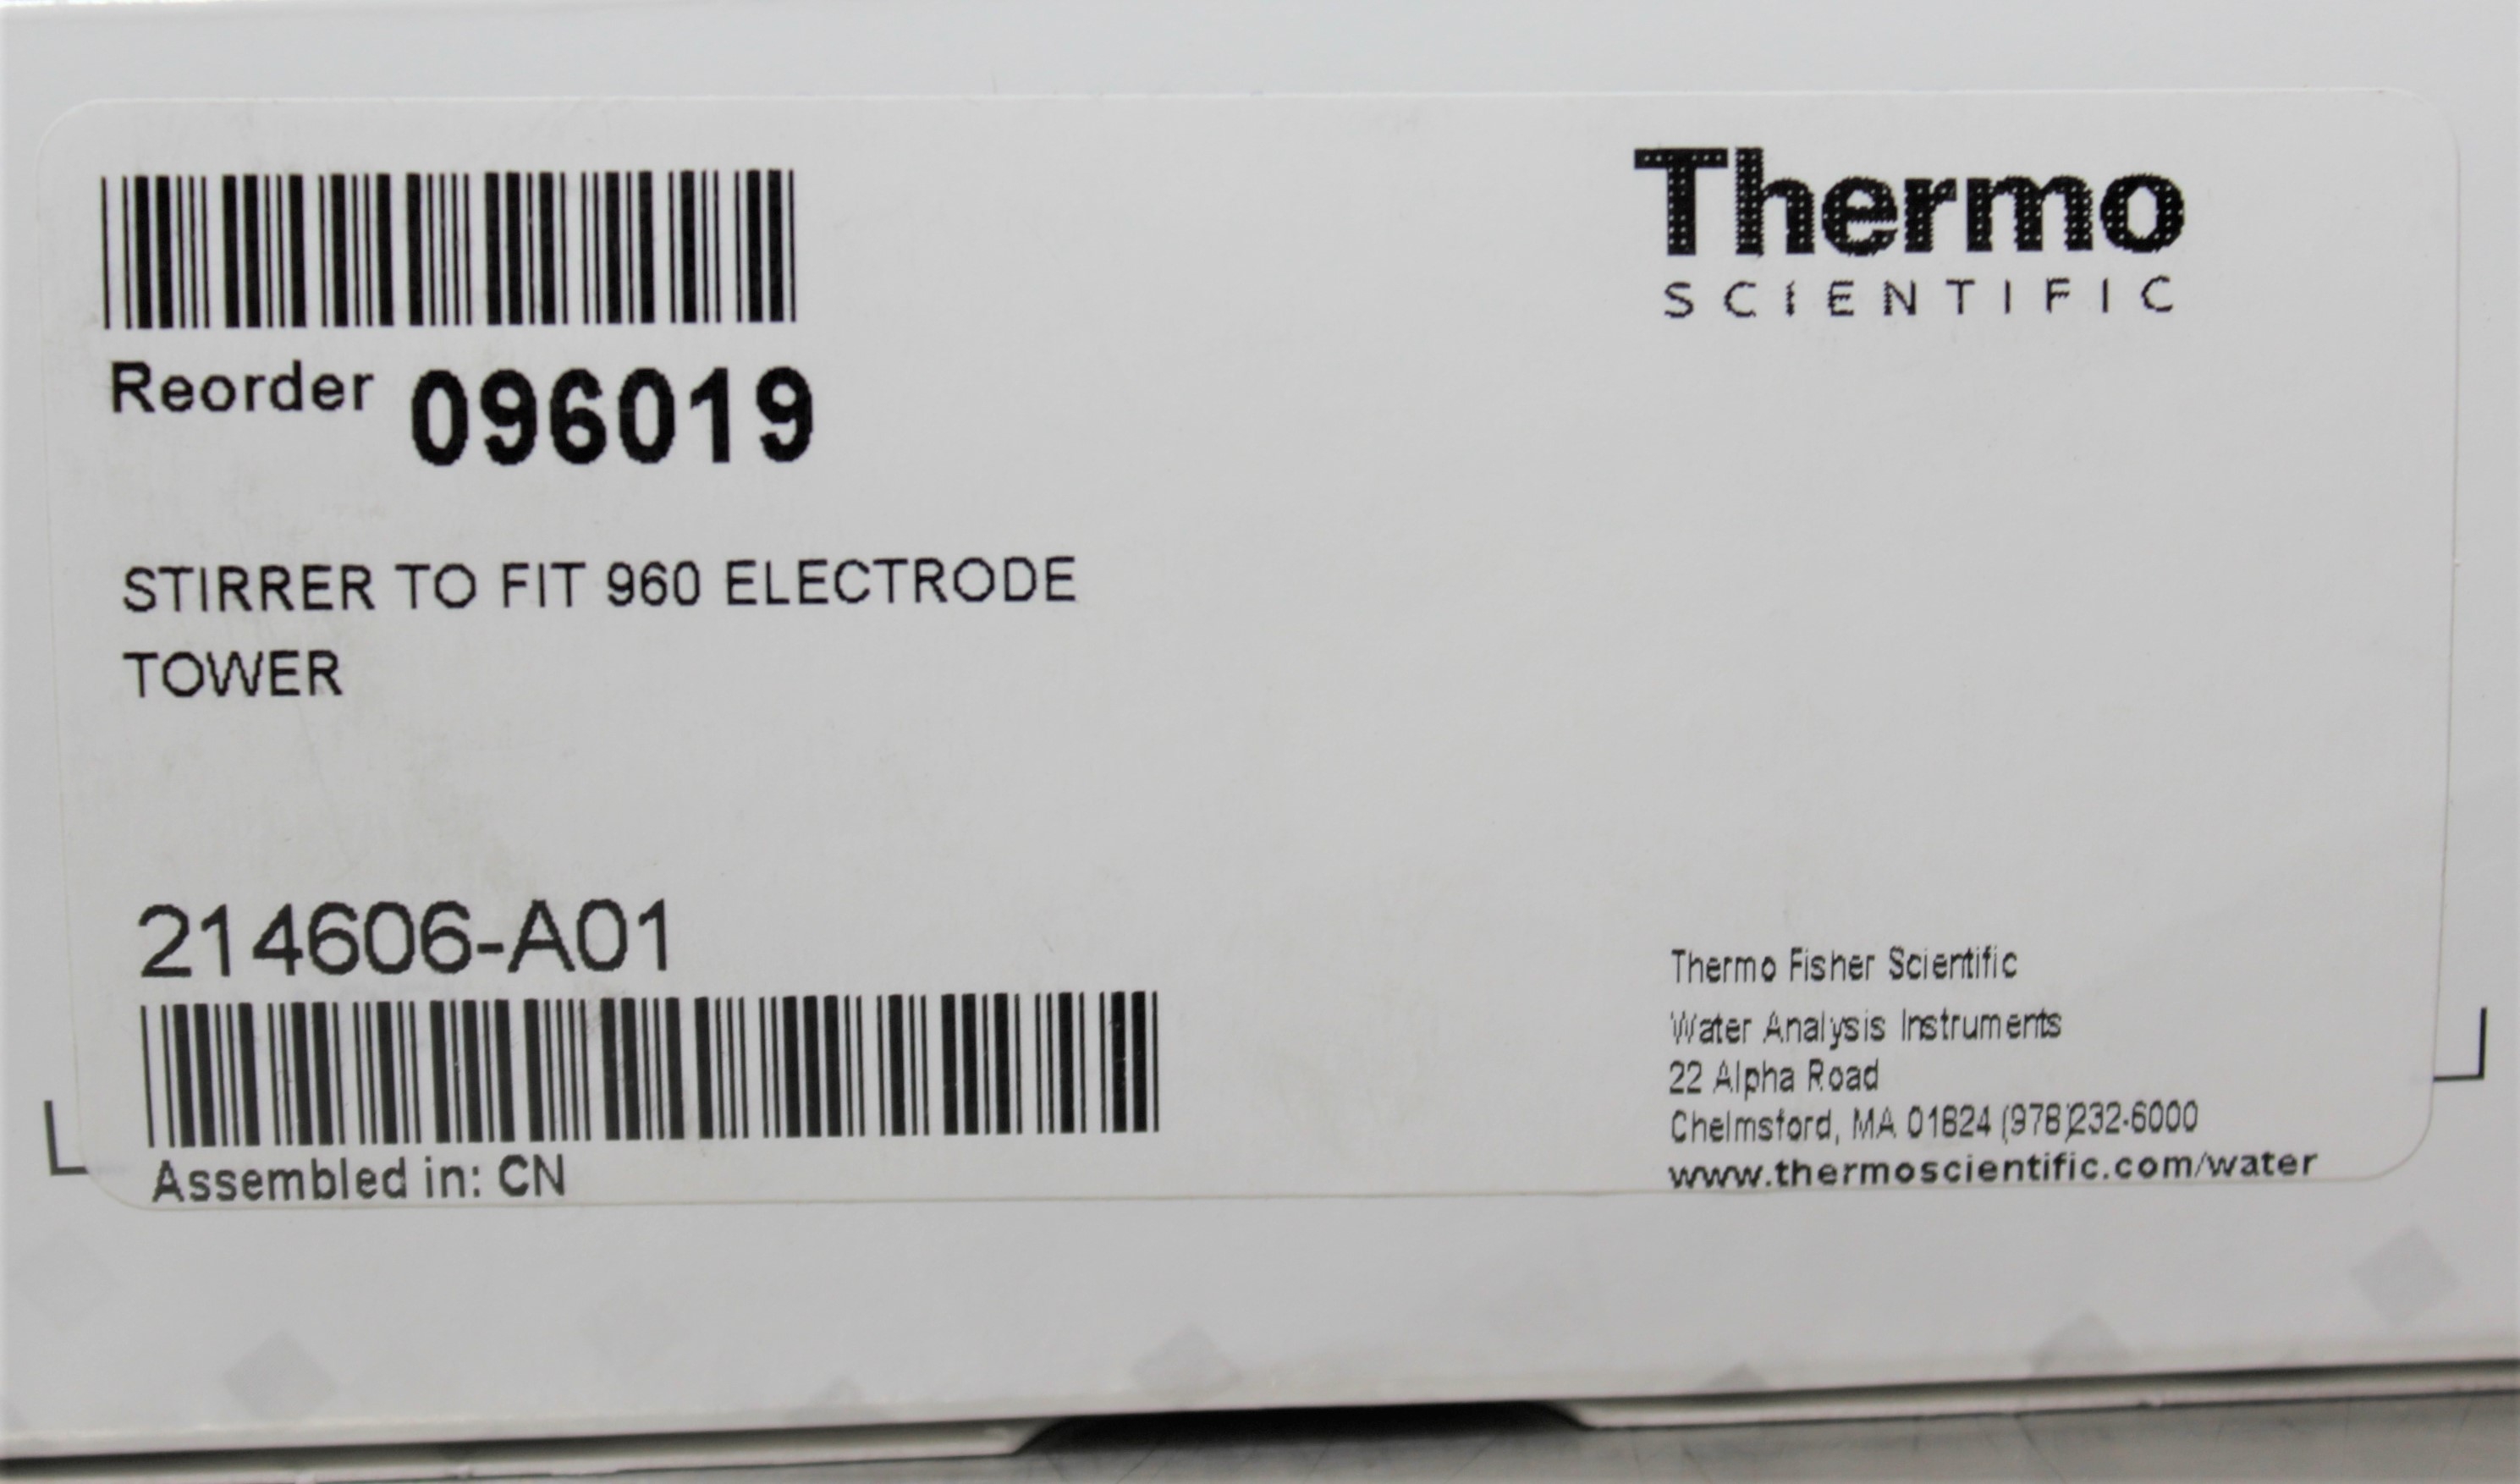 Thermo
SCIENTIFIC
Reorder 096019
STIRRER TO FIT 960 ELECTRODE
TOWER
214606-A01
Assembled in: CN
Thermo Fisher Scientific
Water Analysis Instruments
22 Alpha Road
Chelmsford, MA 01824 (978)232-6000
www.thermoscientific.com/water